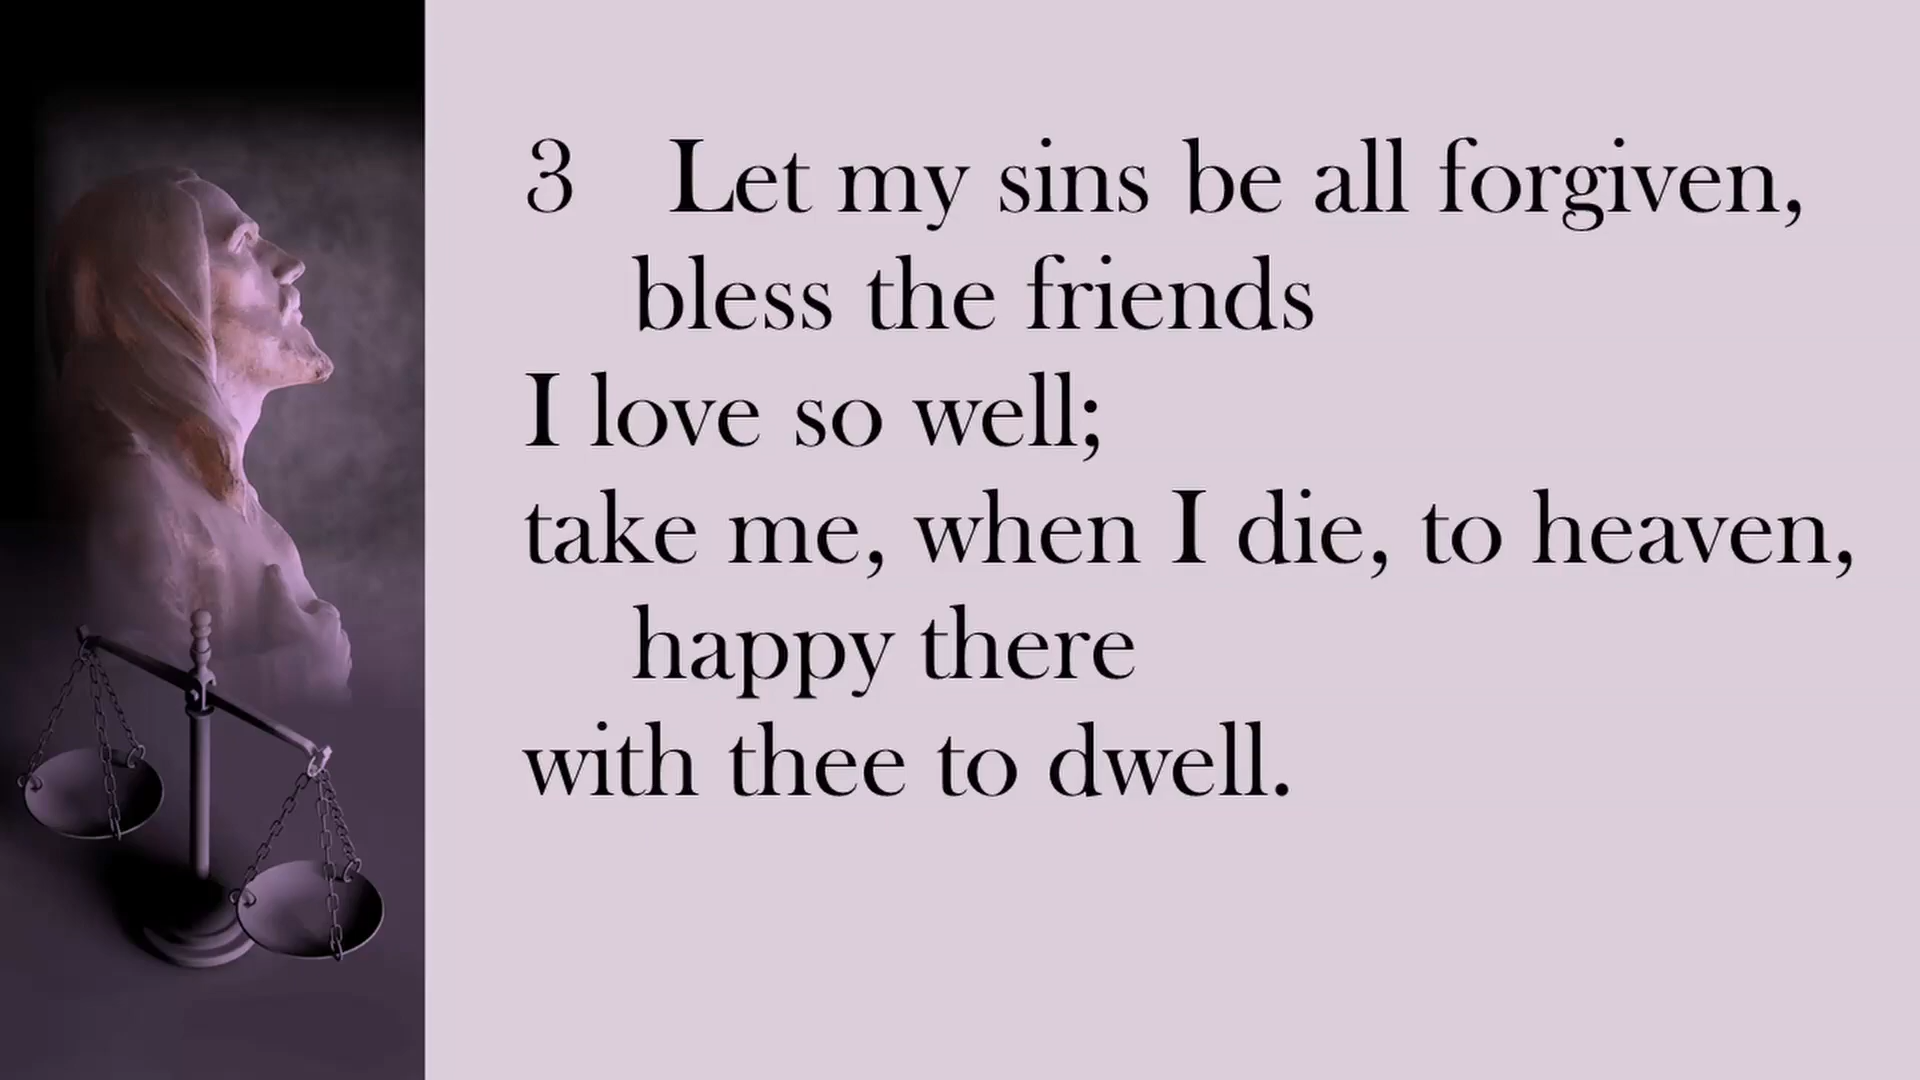 3 Let my sins be all forgiven,
bless the friends
I love so well;
take me, when I die, to heaven,
happy there
with thee to dwell.